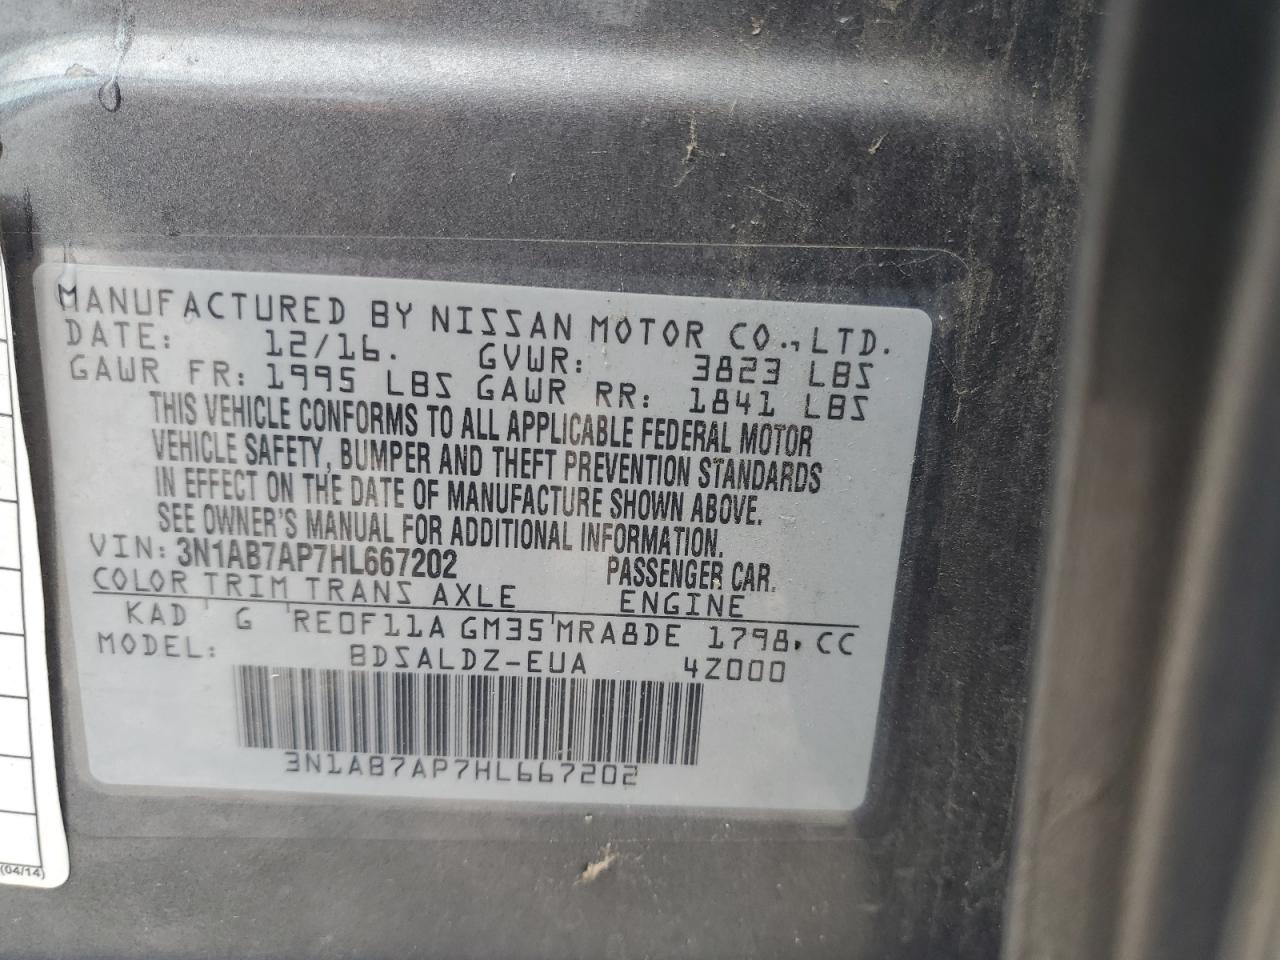 MANUFACTURED BY NISSAN MOTOR CO., LTD.
DATE: 12/16. GVWR: 3823 LBS
GAWR FR: 1995 LBS GAWR RR: 1841 LBS
THIS VEHICLE CONFORMS TO ALL APPLICABLE FEDERAL MOTOR
VEHICLE SAFETY, BUMPER AND THEFT PREVENTION STANDARDS
IN EFFECT ON THE DATE OF MANUFACTURE SHOWN ABOVE.
SEE OWNER'S MANUAL FOR ADDITIONAL INFORMATION.
VIN: 3N1AB7AP7HL667202 PASSENGER CAR.
COLOR TRIM TRANS AXLE ENGINE
KAD G RE0F11A GM35 MRA8DE 1798. CC
MODEL: BDSALDZ-EUA 4Z000
3N1AB7AP7HL667202
(04/14)